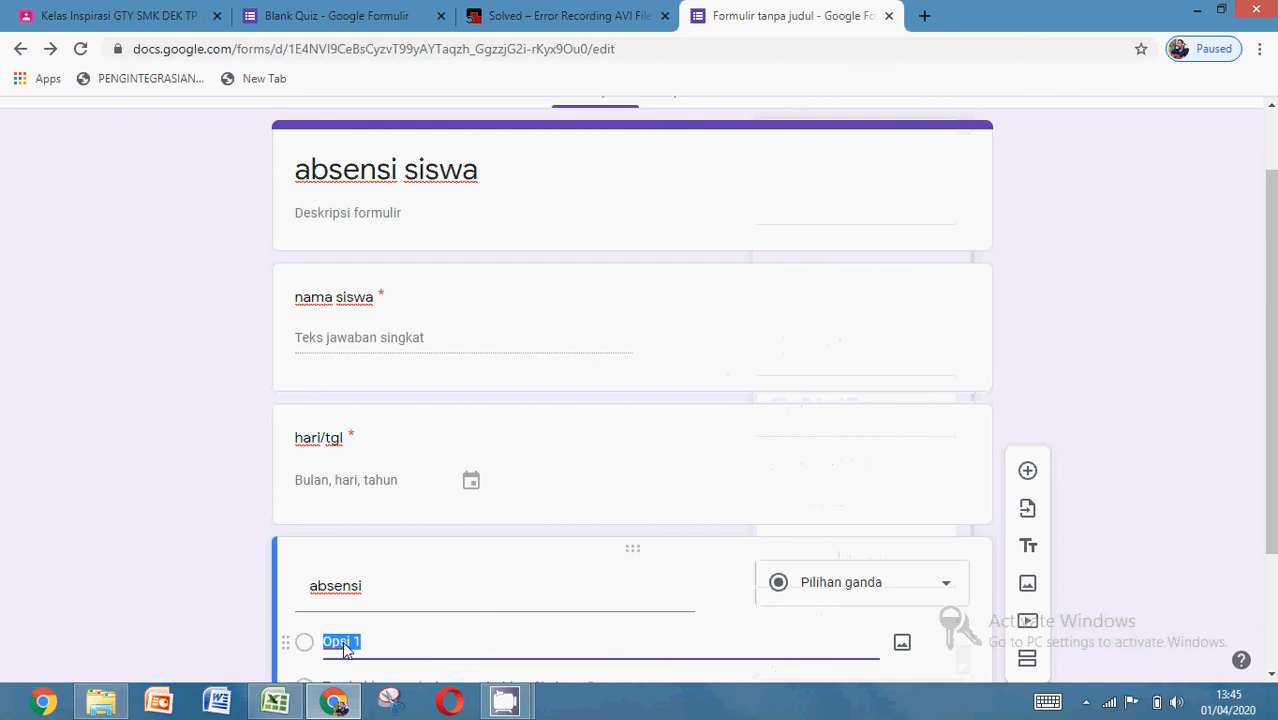 Kelas Inspirasi GTY SMK DEK TP
Blank Quiz - Google Formulir
Solved – Error Recording AVI File
Formulir tanpa judul - Google Fo
docs.google.com/forms/d/1E4NVI9CeBsCyzvT99yAYTaqzh_GgzzjG2i-rKyx9Ou0/edit
Paused
Apps
PENGINTEGRASIAN...
New Tab
absensi siswa
Deskripsi formulir
nama siswa *
Teks jawaban singkat
hari/tgl *
Bulan, hari, tahun
absensi
Pilihan ganda
Opsi 1
Activate Windows
Go to PC settings to activate Windows.
13:45
01/04/2020